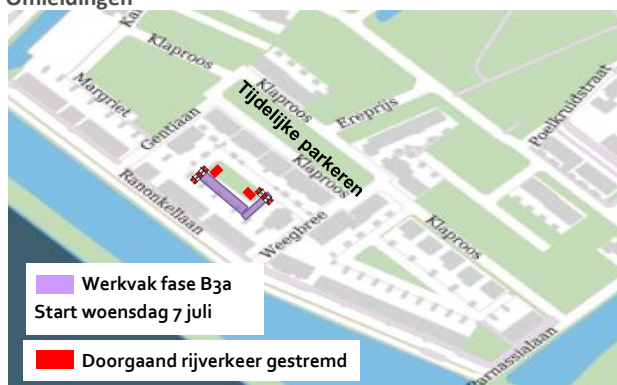 Omleidingen
Klaproos
Margriet
Gentiaan
Klaproos
Ereprijs
Tijdelijke parkeren
Klaproos
Poelkruidstraat
Ranonkellaan
Weegbree
Klaproos
Parnassialaan
Werkvak fase B3a
Start woensdag 7 juli
Doorgaand rijverkeer gestremd